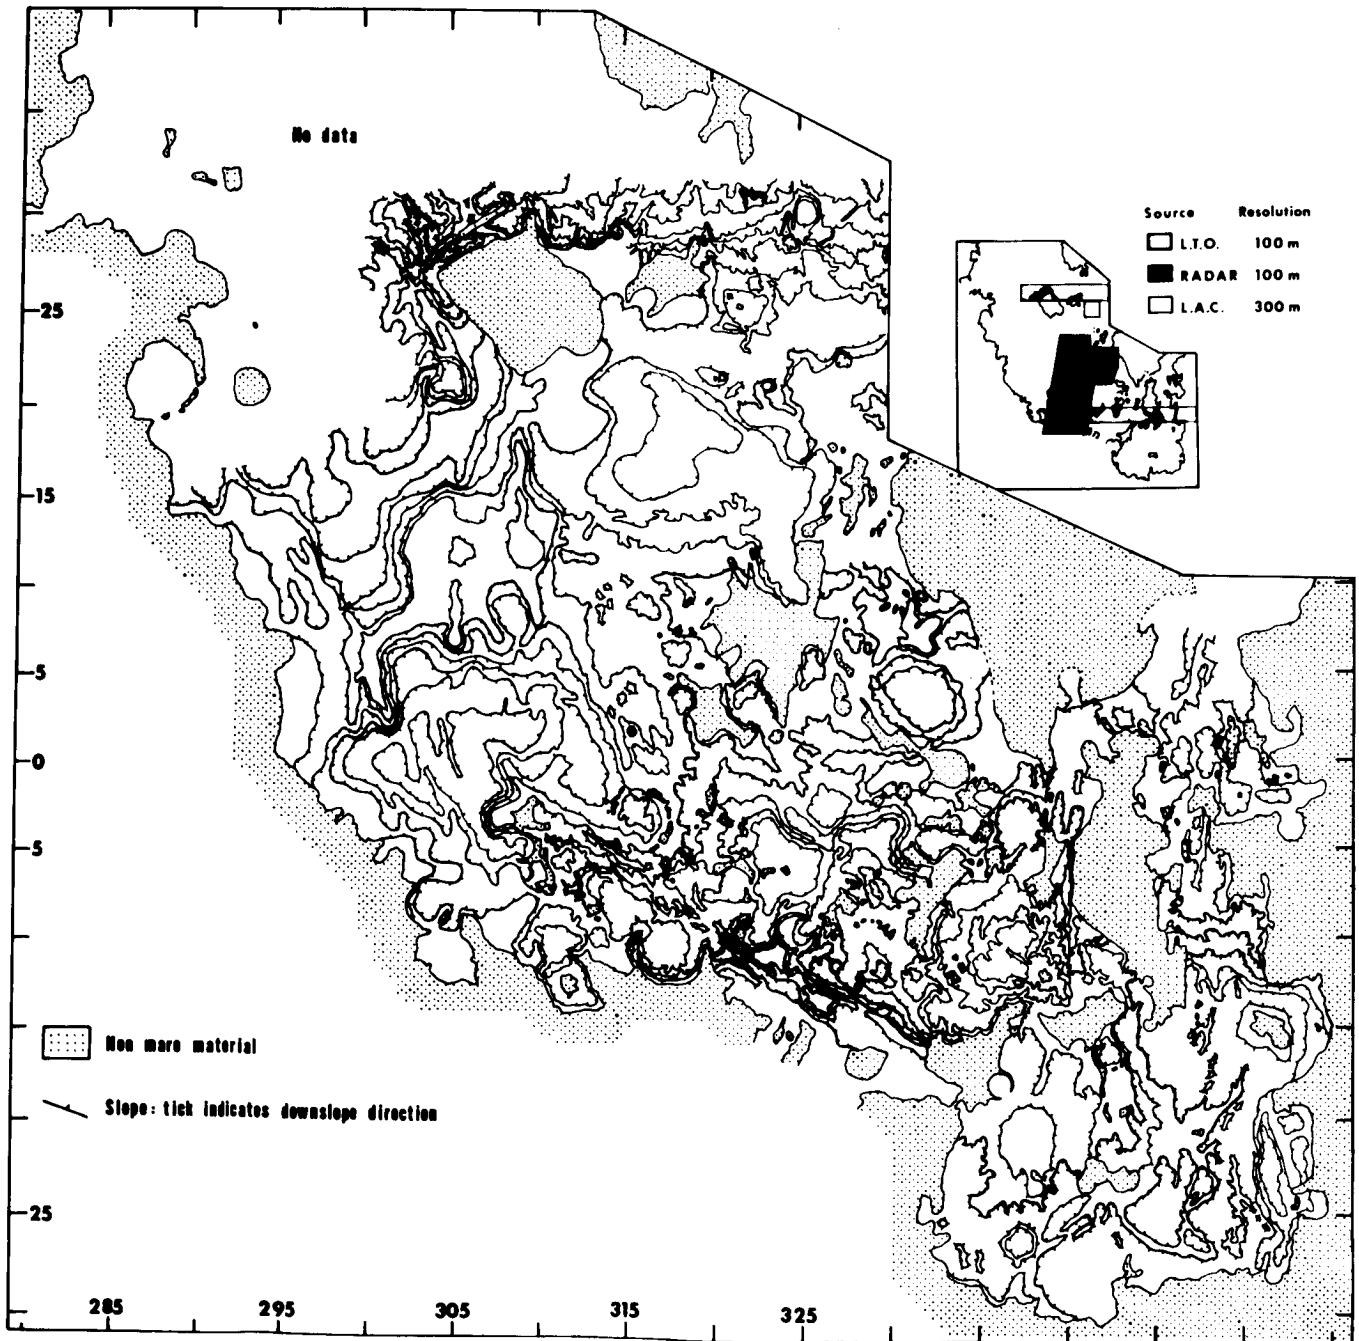 No data
Source Resolution
L.T.O. 100 m
RADAR 100 m
L.A.C. 300 m
25
15
5
0
5
25
Non mare material
Slope: tick indicates downslope direction
285 295 305 315 325